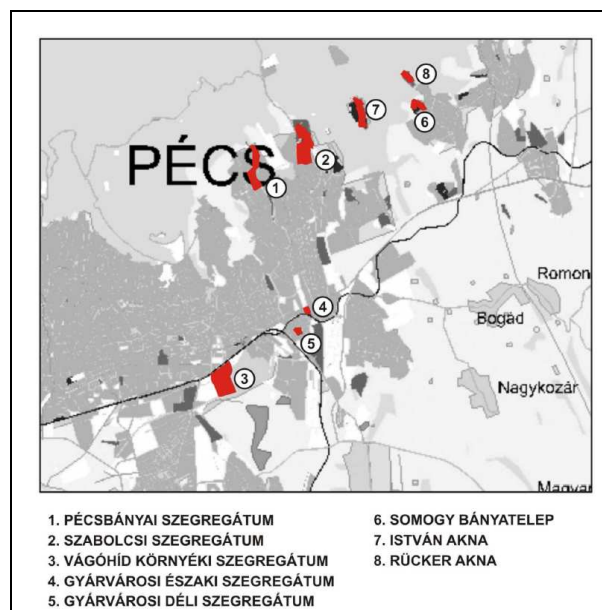 8
7
6
PÉCS
2
1
Romon
4
Bogád
5
3
Nagykozár
Magyar
1. PÉCSBÁNYAI SZEGREGÁTUM
2. SZABOLCSI SZEGREGÁTUM
3. VÁGÓHÍD KÖRNYÉKI SZEGREGÁTUM
4. GYÁRVÁROSI ÉSZAKI SZEGREGÁTUM
5. GYÁRVÁROSI DÉLI SZEGREGÁTUM
6. SOMOGY BÁNYATELEP
7. ISTVÁN AKNA
8. RÜCKER AKNA